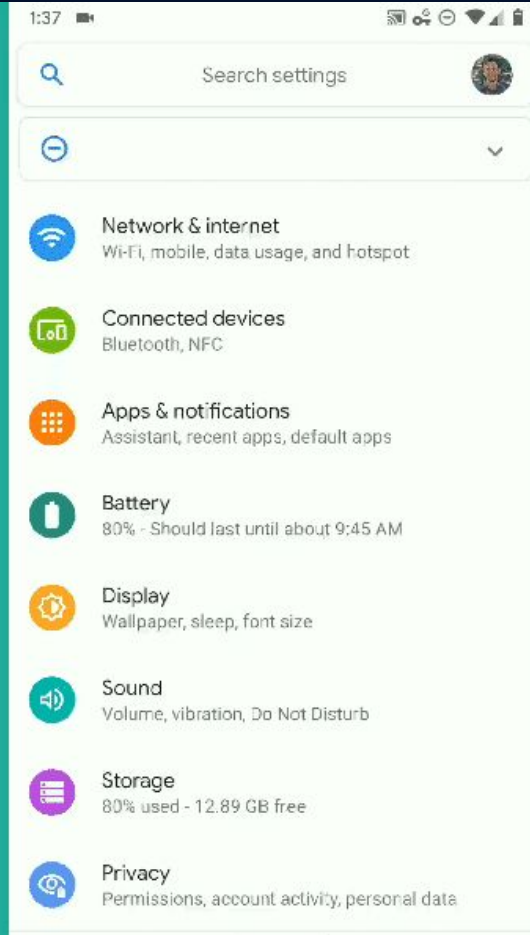 1:37
Search settings
Network & internet
Wi-Fi, mobile, data usage, and hotspot
Connected devices
Bluetooth, NFC
Apps & notifications
Assistant, recent apps, default apps
Battery
80% - Should last until about 9:45 AM
Display
Wallpaper, sleep, font size
Sound
Volume, vibration, Do Not Disturb
Storage
80% used - 12.89 GB free
Privacy
Permissions, account activity, personal data